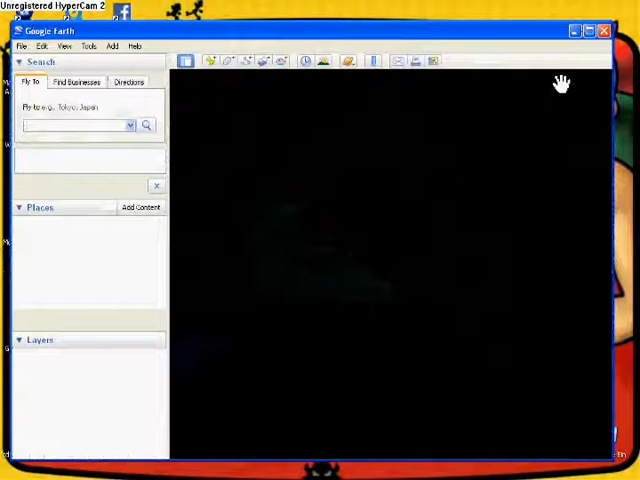 Unregistered HyperCam 2
Google Earth
File Edit View Tools Add Help
Search
Fly To Find Businesses Directions
Fly to e.g., Tokyo, Japan
Places Add Content
Layers